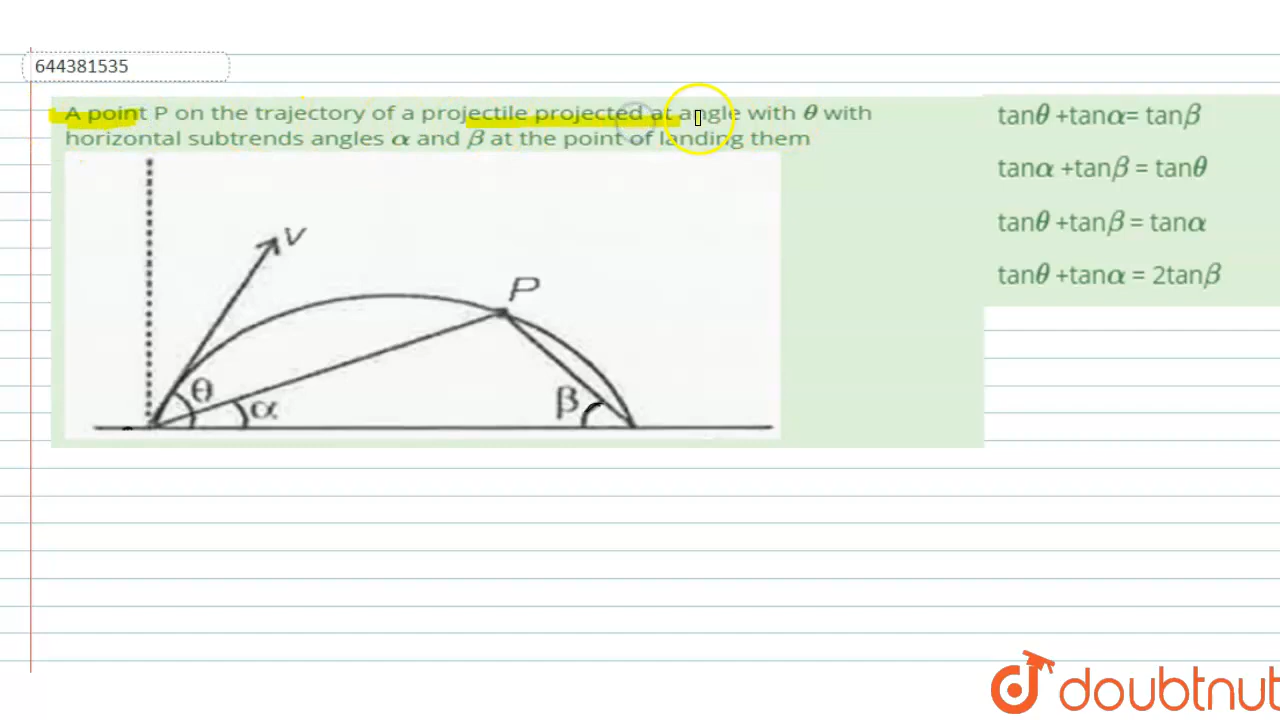 644381535
A point P on the trajectory of a projectile projected at angle with θ with
horizontal subtrends angles α and β at the point of landing them
tanθ +tanα= tanβ
tanα +tanβ = tanθ
tanθ +tanβ = tanα
tanθ +tanα = 2tanβ
V
P
θ
α
β
doubtnut